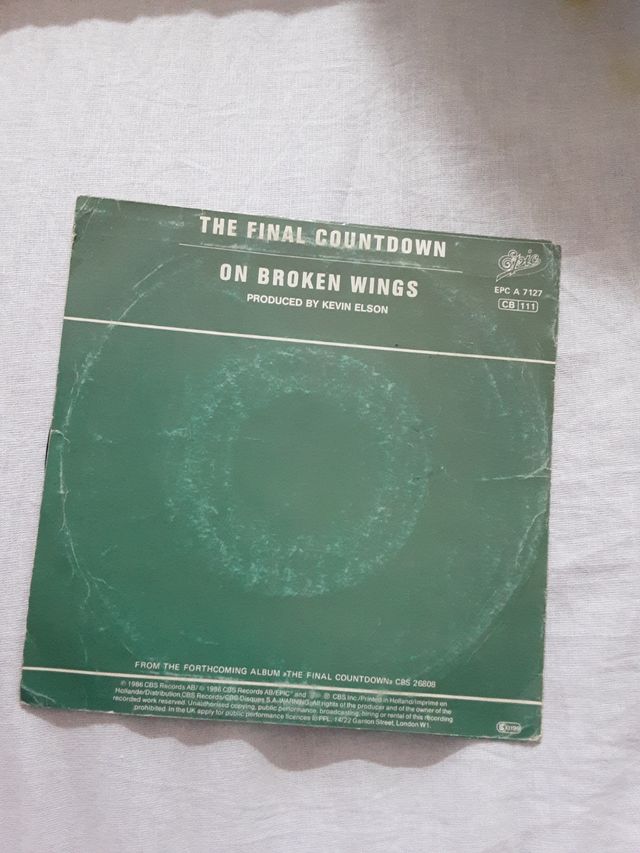 THE FINAL COUNTDOWN
ON BROKEN WINGS
PRODUCED BY KEVIN ELSON
Epic
EPC A 7127
CB 111
FROM THE FORTHCOMING ALBUM »THE FINAL COUNTDOWN« CBS 26808
℗ 1986 CBS Records AB/ © 1986 CBS Records AB/EPIC and ® CBS Inc./Printed in Holland/Imprimé en
Hollande/Distribution CBS Records/CBS Disques S.A.-WARNING: All rights of the producer and of the owner of the
recorded work reserved. Unauthorised copying, public performance, broadcasting, hiring or rental of this recording
prohibited. In the UK apply for public performance licences to PPL, 14/22 Ganton Street, London W1.